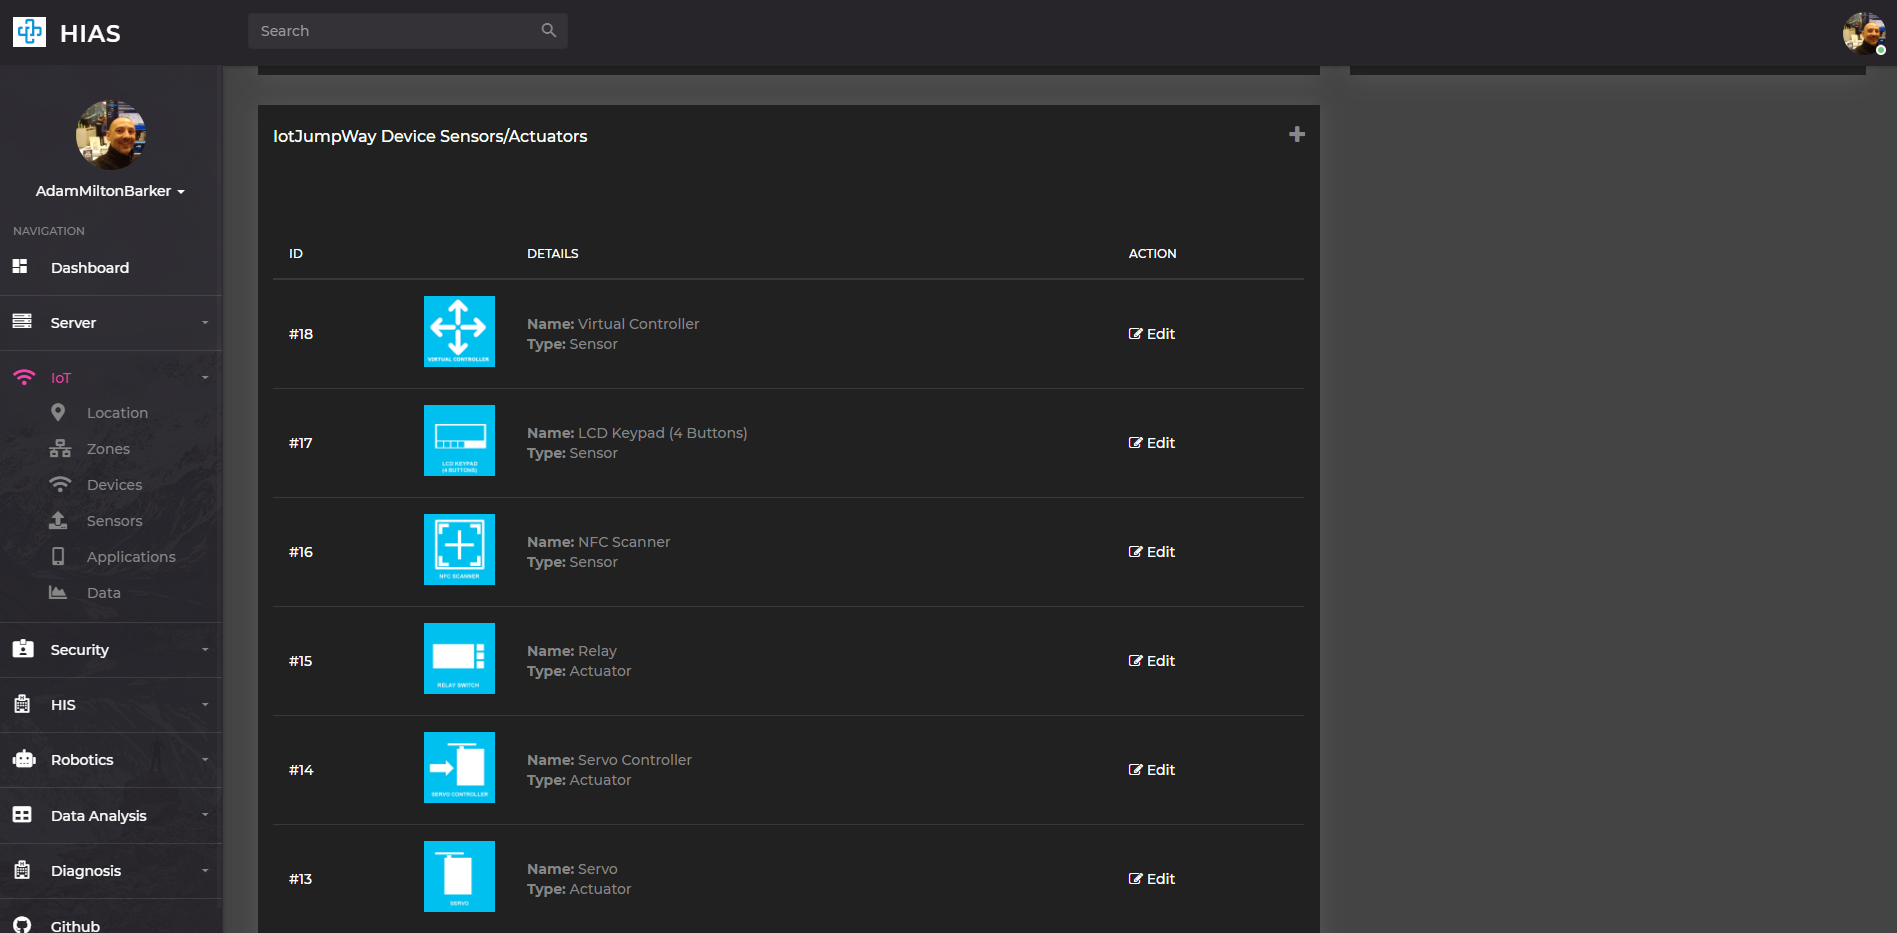 HIAS
Search
AdamMiltonBarker
NAVIGATION
Dashboard
Server
IoT
Location
Zones
Devices
Sensors
Applications
Data
Security
HIS
Robotics
Data Analysis
Diagnosis
Github
IotJumpWay Device Sensors/Actuators
ID DETAILS ACTION
#18
VIRTUAL CONTROLLER
Name: Virtual Controller
Type: Sensor
Edit
#17
LCD KEYPAD
(4 BUTTONS)
Name: LCD Keypad (4 Buttons)
Type: Sensor
Edit
#16
NFC SCANNER
Name: NFC Scanner
Type: Sensor
Edit
#15
RELAY SWITCH
Name: Relay
Type: Actuator
Edit
#14
SERVO CONTROLLER
Name: Servo Controller
Type: Actuator
Edit
#13
SERVO
Name: Servo
Type: Actuator
Edit